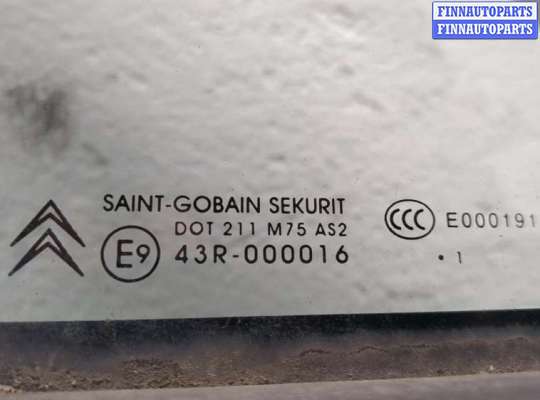 FINNAUTOPARTS
FINNAUTOPARTS
SAINT-GOBAIN SEKURIT
DOT 211 M75 AS2
E9 43R-000016
CCC E000191
• 1